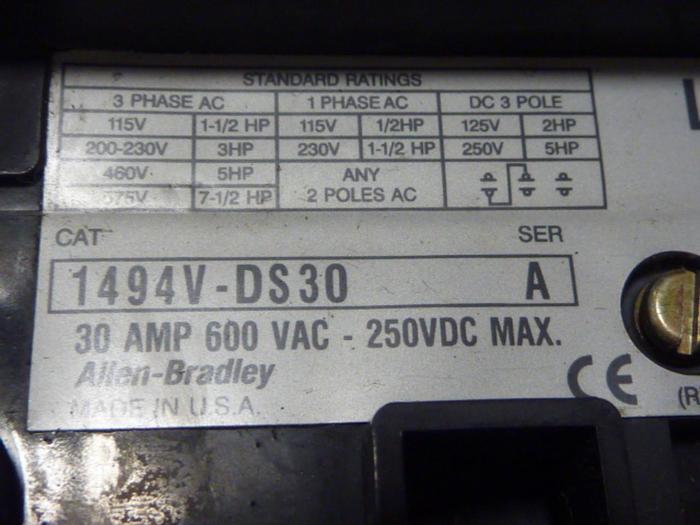 STANDARD RATINGS
3 PHASE AC 1 PHASE AC DC 3 POLE
115V 1-1/2 HP 115V 1/2HP 125V 2HP
200-230V 3HP 230V 1-1/2 HP 250V 5HP
460V 5HP ANY
575V 7-1/2 HP 2 POLES AC
CAT SER
1494V-DS30 A
30 AMP 600 VAC - 250VDC MAX.
Allen-Bradley
MADE IN U.S.A.
CE (R